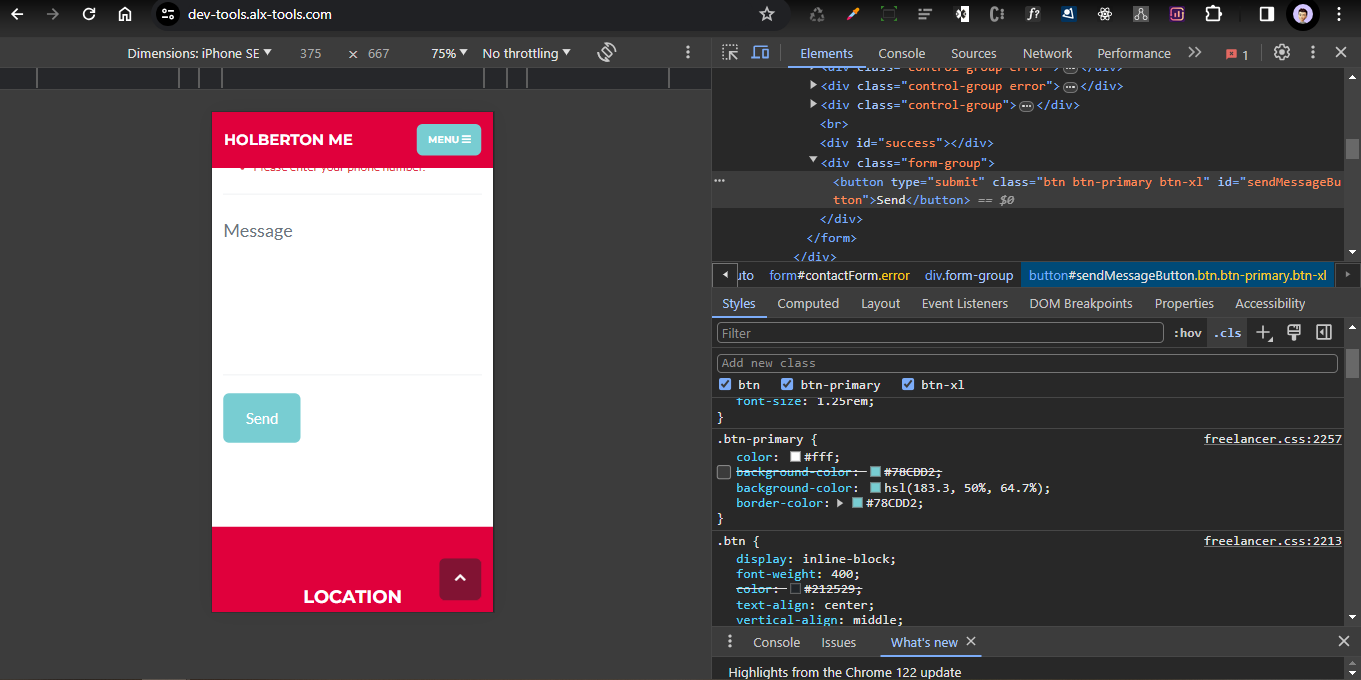 dev-tools.alx-tools.com
Dimensions: iPhone SE 375 × 667 75% No throttling
Elements Console Sources Network Performance 1
<div class="control-group error"> </div>
<div class="control-group error"> </div>
<div class="control-group"> </div>
<br>
<div id="success"></div>
<div class="form-group">
<button type="submit" class="btn btn-primary btn-xl" id="sendMessageBu
tton">Send</button> == $0
</div>
</form>
</div>
uto form#contactForm.error div.form-group button#sendMessageButton.btn.btn-primary.btn-xl
Styles Computed Layout Event Listeners DOM Breakpoints Properties Accessibility
Filter :hov .cls
Add new class
btn btn-primary btn-xl
font-size: 1.25rem;
}
.btn-primary { freelancer.css:2257
color: #fff;
background-color: #78CDD2;
background-color: hsl(183.3, 50%, 64.7%);
border-color: #78CDD2;
}
.btn { freelancer.css:2213
display: inline-block;
font-weight: 400;
color: #212529;
text-align: center;
vertical-align: middle;
Console Issues What's new
Highlights from the Chrome 122 update
HOLBERTON ME MENU
Please enter your phone number.
Message
Send
LOCATION